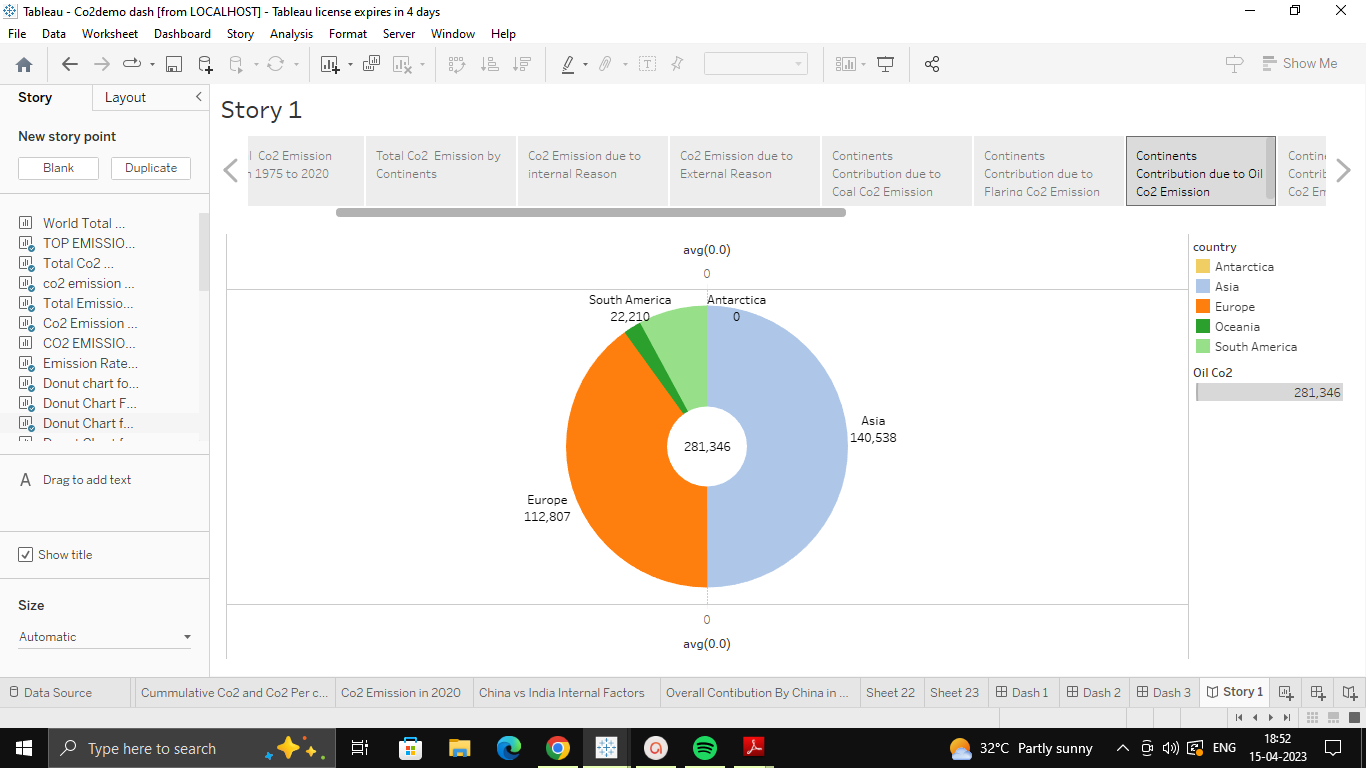 Tableau - Co2demo dash [from LOCALHOST] - Tableau license expires in 4 days
File Data Worksheet Dashboard Story Analysis Format Server Window Help
Show Me
Story
Layout
New story point
Blank
Duplicate
World Total ...
TOP EMISSIO...
Total Co2 ...
co2 emission ...
Total Emissio...
Co2 Emission ...
CO2 EMISSIO...
Emission Rate...
Donut chart fo...
Donut Chart F...
Donut Chart f...
A Drag to add text
Show title
Size
Automatic
Story 1
Co2 Emission
1975 to 2020
Total Co2 Emission by
Continents
Co2 Emission due to
internal Reason
Co2 Emission due to
External Reason
Continents
Contribution due to
Coal Co2 Emission
Continents
Contribution due to
Flaring Co2 Emission
Continents
Contribution due to Oil
Co2 Emission
Contin
Contrib
Co2 Em
avg(0.0)
0
South America
22,210
Antarctica
0
Asia
140,538
281,346
Europe
112,807
0
avg(0.0)
country
Antarctica
Asia
Europe
Oceania
South America
Oil Co2
281,346
Data Source
Cummulative Co2 and Co2 Per c...
Co2 Emission in 2020
China vs India Internal Factors
Overall Contibution By China in ...
Sheet 22
Sheet 23
Dash 1
Dash 2
Dash 3
Story 1
Type here to search
32°C Partly sunny
ENG
18:52
15-04-2023